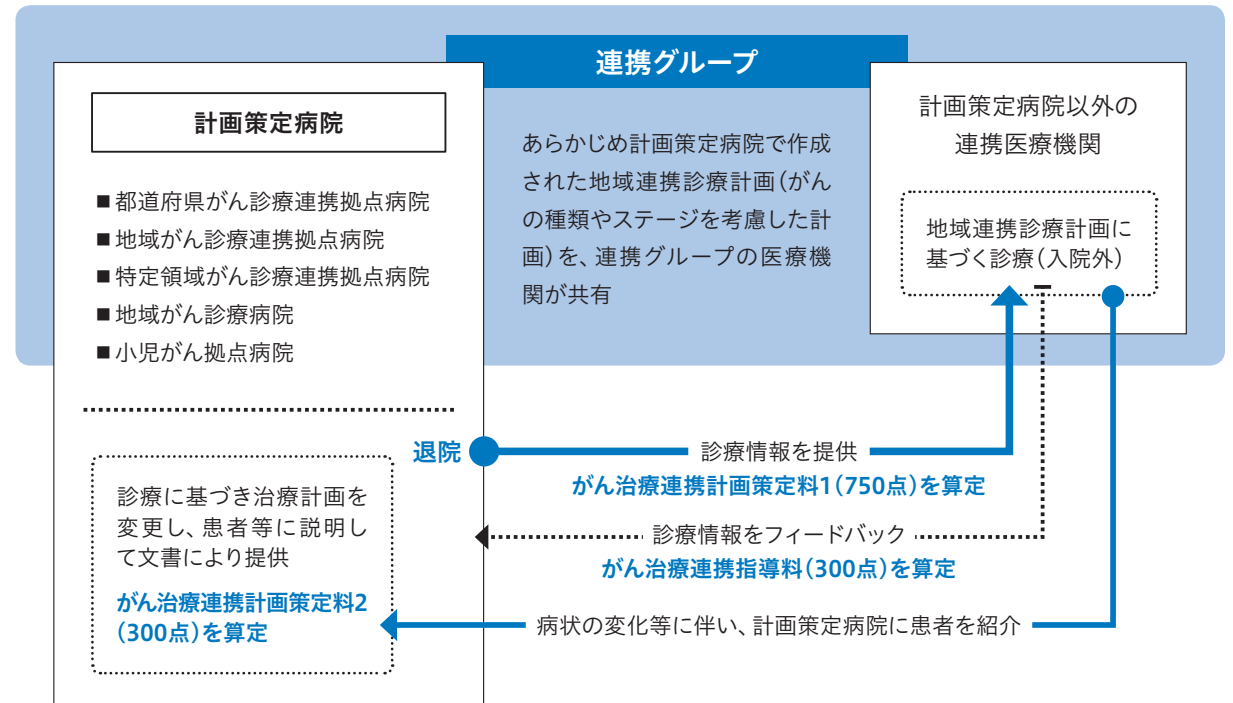 連携グループ
計画策定病院
■都道府県がん診療連携拠点病院
■地域がん診療連携拠点病院
■特定領域がん診療連携拠点病院
■地域がん診療病院
■小児がん拠点病院
あらかじめ計画策定病院で作成
された地域連携診療計画(がん
の種類やステージを考慮した計
画)を、連携グループの医療機
関が共有
計画策定病院以外の
連携医療機関
地域連携診療計画に
基づく診療(入院外)
退院
診療情報を提供
がん治療連携計画策定料1(750点)を算定
診療情報をフィードバック
がん治療連携指導料(300点)を算定
診療に基づき治療計画を
変更し、患者等に説明し
て文書により提供
がん治療連携計画策定料2
(300点)を算定
病状の変化等に伴い、計画策定病院に患者を紹介